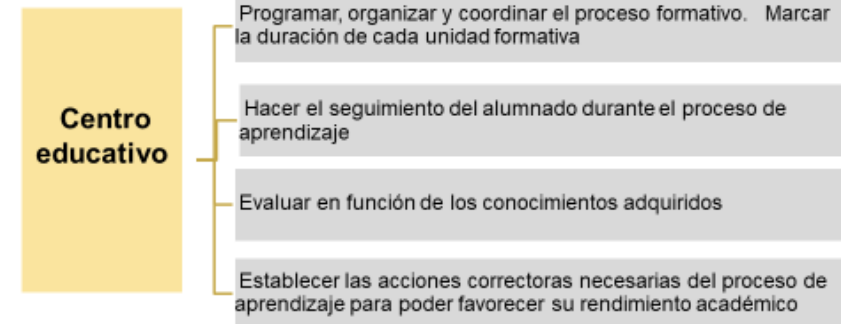 Centro
educativo
Programar, organizar y coordinar el proceso formativo. Marcar
la duración de cada unidad formativa
Hacer el seguimiento del alumnado durante el proceso de
aprendizaje
Evaluar en función de los conocimientos adquiridos
Establecer las acciones correctoras necesarias del proceso de
aprendizaje para poder favorecer su rendimiento académico